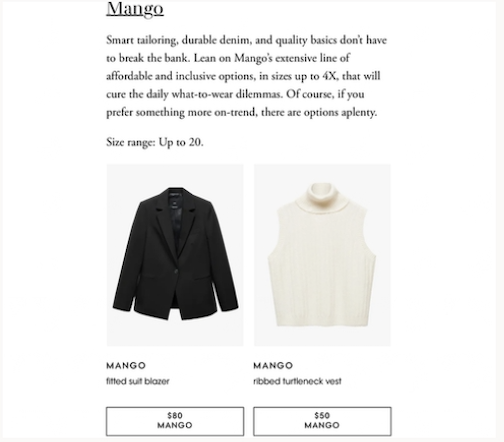 Mango
Smart tailoring, durable denim, and quality basics don't have
to break the bank. Lean on Mango's extensive line of
affordable and inclusive options, in sizes up to 4X, that will
cure the daily what-to-wear dilemmas. Of course, if you
prefer something more on-trend, there are options aplenty.
Size range: Up to 20.
MANGO
fitted suit blazer
$80
MANGO
MANGO
ribbed turtleneck vest
$50
MANGO